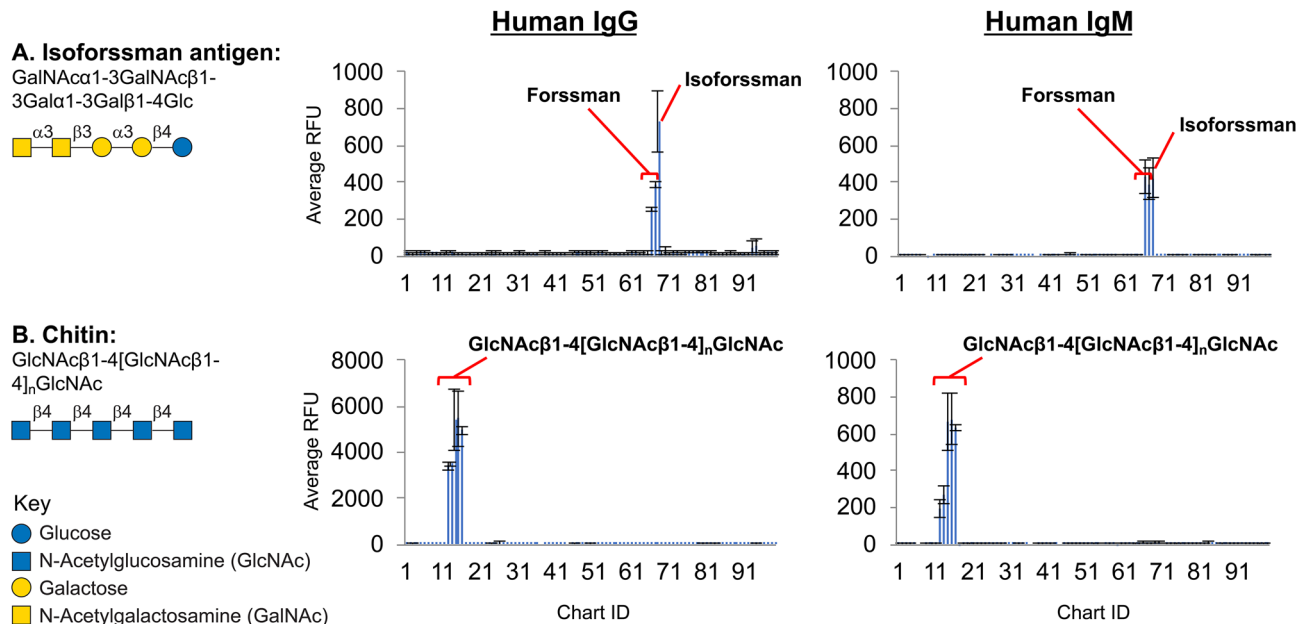 Human IgG
Human IgM
A. Isoforssman antigen:
GalNAcα1-3GalNAcβ1-
3Galα1-3Galβ1-4Glc
α3 β3 α3 β4
Average RFU
1000
800
600
400
200
0
1 11 21 31 41 51 61 71 81 91
Forssman
Isoforssman
1000
800
600
400
200
0
1 11 21 31 41 51 61 71 81 91
Forssman
Isoforssman
B. Chitin:
GlcNAcβ1-4[GlcNAcβ1-
4]nGlcNAc
β4 β4 β4 β4
Average RFU
8000
6000
4000
2000
0
1 11 21 31 41 51 61 71 81 91
GlcNAcβ1-4[GlcNAcβ1-4]nGlcNAc
Chart ID
1000
800
600
400
200
0
1 11 21 31 41 51 61 71 81 91
GlcNAcβ1-4[GlcNAcβ1-4]nGlcNAc
Chart ID
Key
Glucose
N-Acetylglucosamine (GlcNAc)
Galactose
N-Acetylgalactosamine (GalNAc)